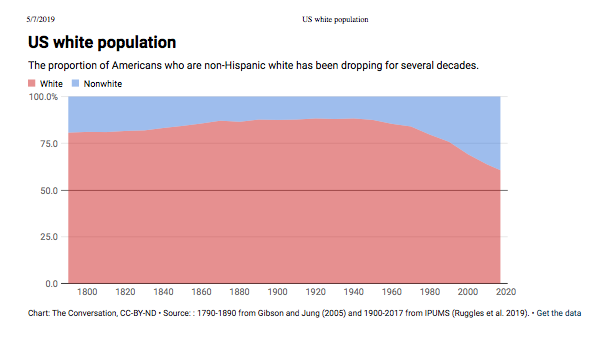 5/7/2019 US white population
US white population
The proportion of Americans who are non-Hispanic white has been dropping for several decades.
White Nonwhite
100.0%
75.0
50.0
25.0
0.0
1800 1820 1840 1860 1880 1900 1920 1940 1960 1980 2000 2020
Chart: The Conversation, CC-BY-ND • Source: : 1790-1890 from Gibson and Jung (2005) and 1900-2017 from IPUMS (Ruggles et al. 2019). • Get the data